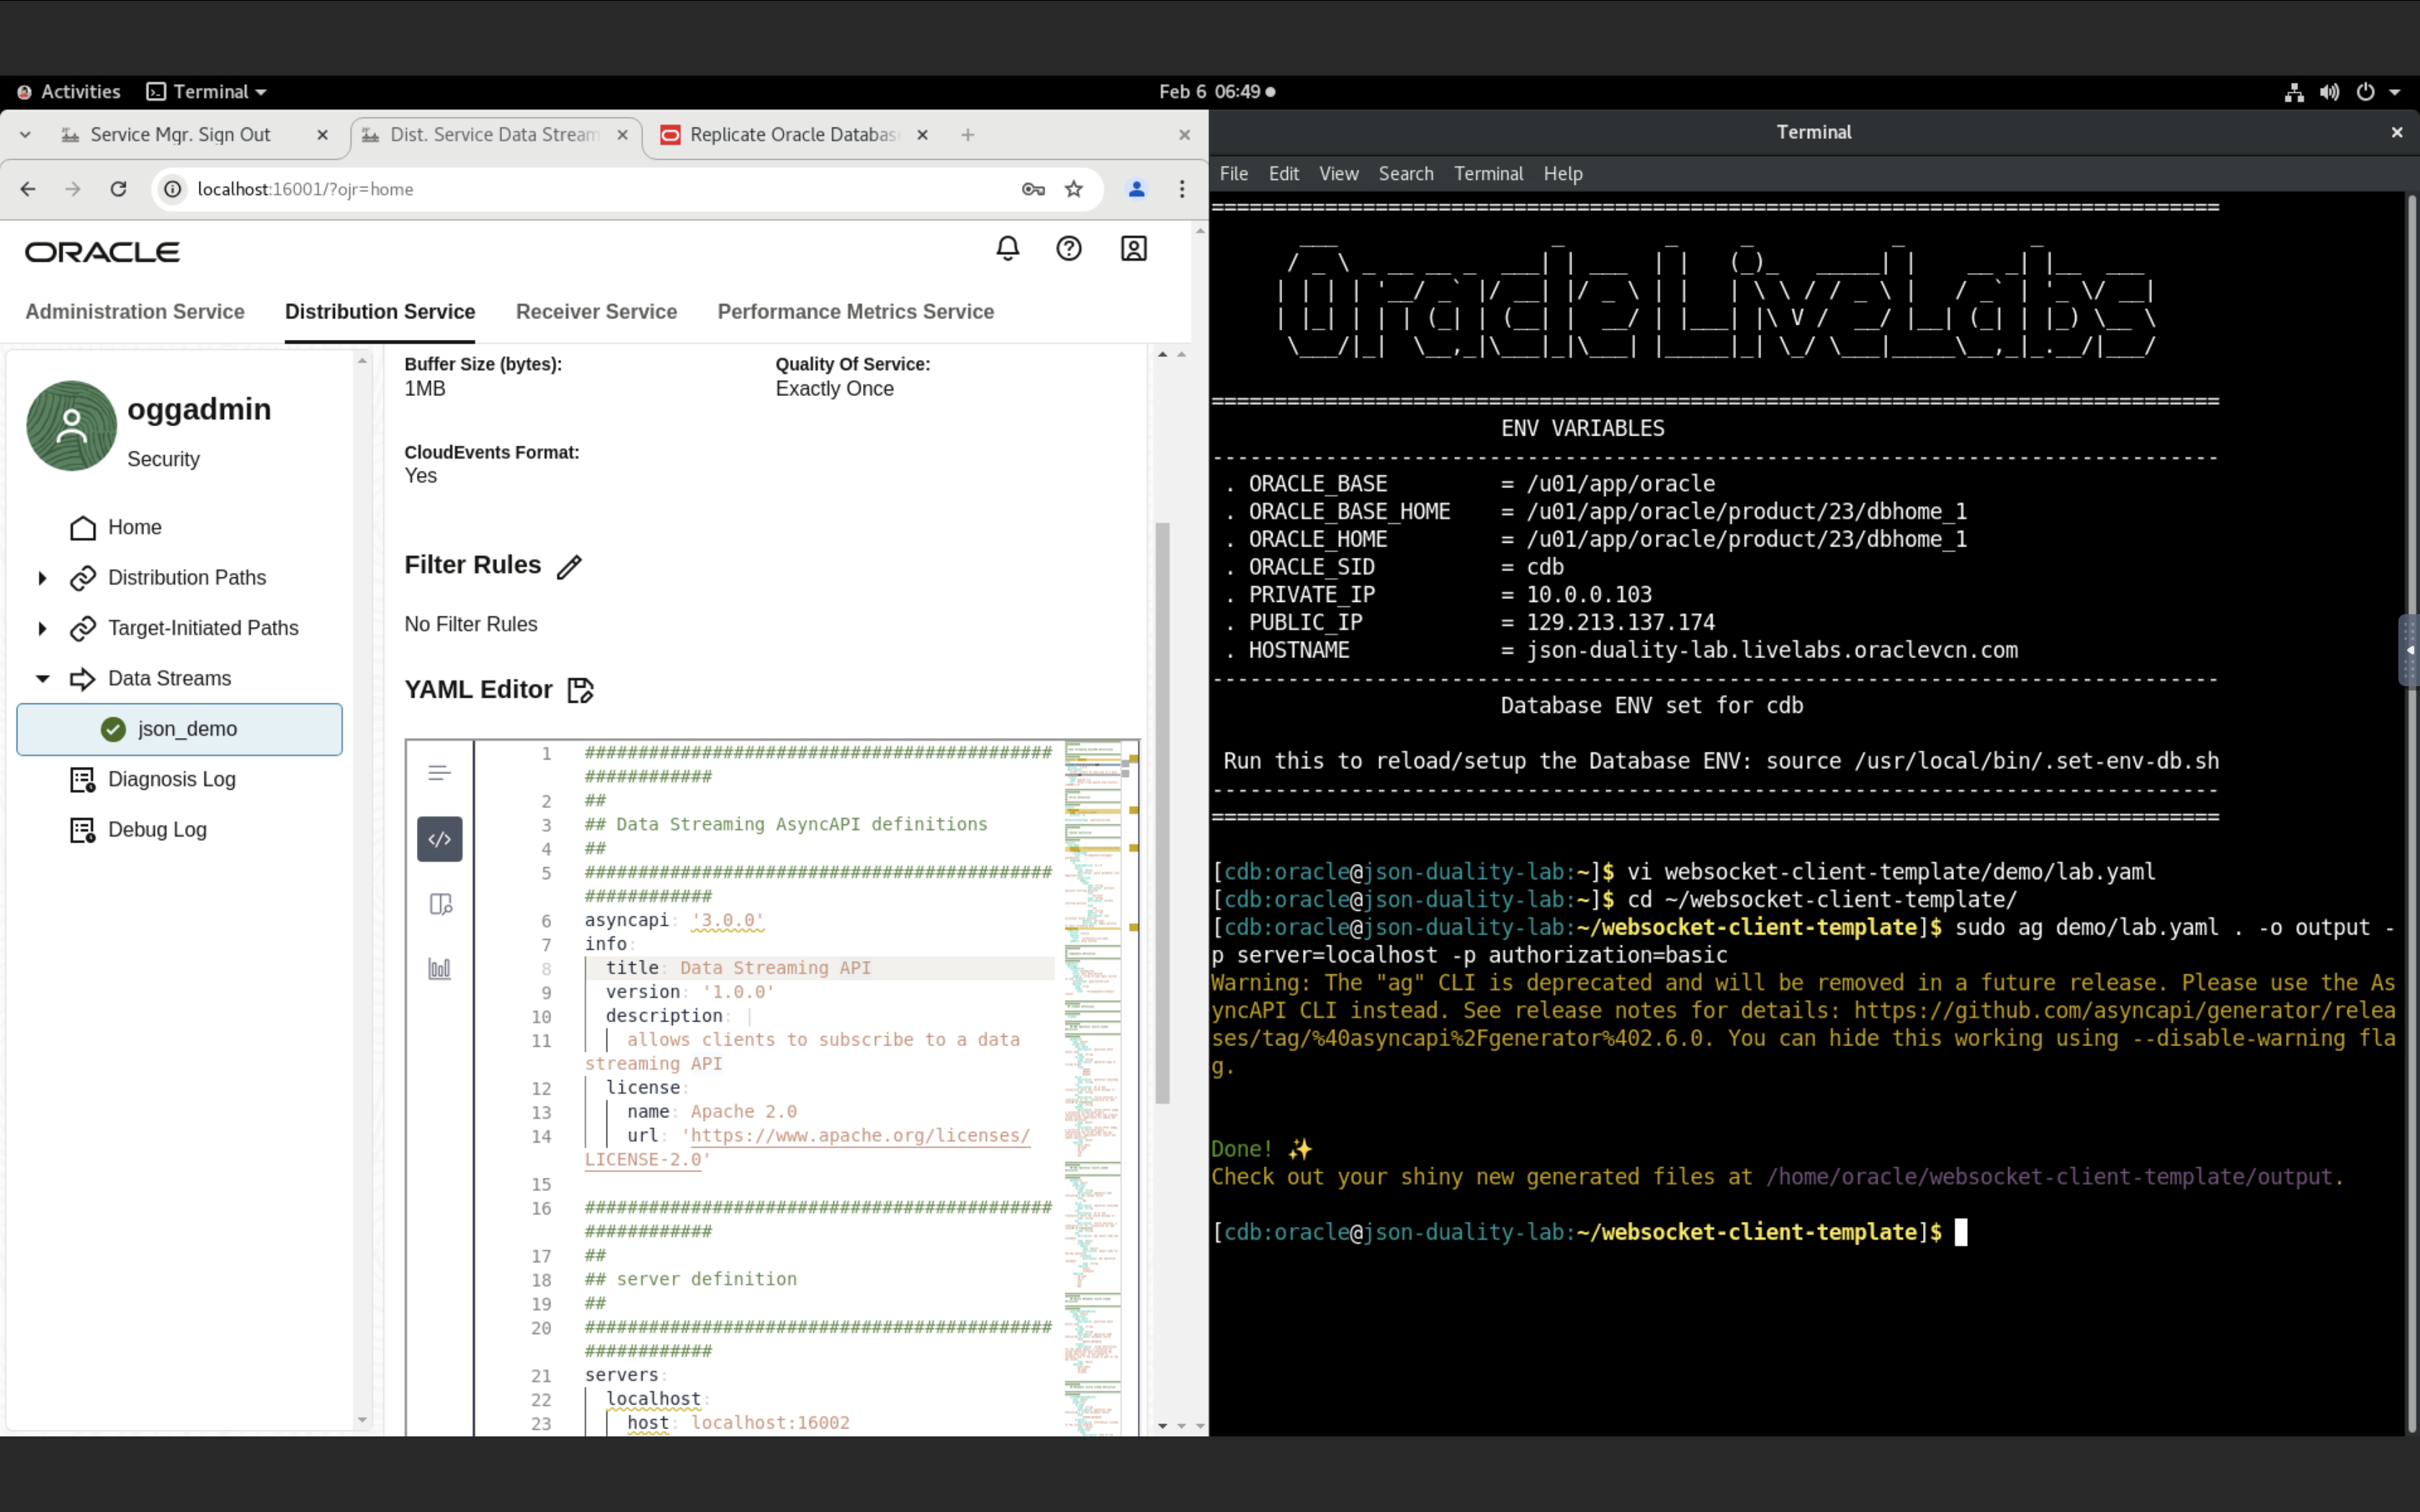 Activities
Terminal
Feb 6 06:49
Service Mgr. Sign Out
Dist. Service Data Stream
Replicate Oracle Databas
localhost:16001/?ojr=home
ORACLE
Administration Service
Distribution Service
Receiver Service
Performance Metrics Service
oggadmin
Security
Home
Distribution Paths
Target-Initiated Paths
Data Streams
json_demo
Diagnosis Log
Debug Log
Buffer Size (bytes):
1MB
Quality Of Service:
Exactly Once
CloudEvents Format:
Yes
Filter Rules
No Filter Rules
YAML Editor
1 ############################################
############
2 ##
3 ## Data Streaming AsyncAPI definitions
4 ##
5 ############################################
############
6 asyncapi: '3.0.0'
7 info:
8 title: Data Streaming API
9 version: '1.0.0'
10 description: |
11 allows clients to subscribe to a data
streaming API
12 license:
13 name: Apache 2.0
14 url: 'https://www.apache.org/licenses/
LICENSE-2.0'
15
16 ############################################
############
17 ##
18 ## server definition
19 ##
20 ############################################
############
21 servers:
22 localhost:
23 host: localhost:16002
Terminal
File Edit View Search Terminal Help
================================================================================
Oracle LiveLabs
================================================================================
ENV VARIABLES
--------------------------------------------------------------------------------
. ORACLE_BASE = /u01/app/oracle
. ORACLE_BASE_HOME = /u01/app/oracle/product/23/dbhome_1
. ORACLE_HOME = /u01/app/oracle/product/23/dbhome_1
. ORACLE_SID = cdb
. PRIVATE_IP = 10.0.0.103
. PUBLIC_IP = 129.213.137.174
. HOSTNAME = json-duality-lab.livelabs.oraclevcn.com
--------------------------------------------------------------------------------
Database ENV set for cdb
Run this to reload/setup the Database ENV: source /usr/local/bin/.set-env-db.sh
--------------------------------------------------------------------------------
================================================================================
[cdb:oracle@json-duality-lab:~]$ vi websocket-client-template/demo/lab.yaml
[cdb:oracle@json-duality-lab:~]$ cd ~/websocket-client-template/
[cdb:oracle@json-duality-lab:~/websocket-client-template]$ sudo ag demo/lab.yaml . -o output -
p server=localhost -p authorization=basic
Warning: The "ag" CLI is deprecated and will be removed in a future release. Please use the As
yncAPI CLI instead. See release notes for details: https://github.com/asyncapi/generator/relea
ses/tag/%40asyncapi%2Fgenerator%402.6.0. You can hide this working using --disable-warning fla
g.
Done! ✨
Check out your shiny new generated files at /home/oracle/websocket-client-template/output.
[cdb:oracle@json-duality-lab:~/websocket-client-template]$